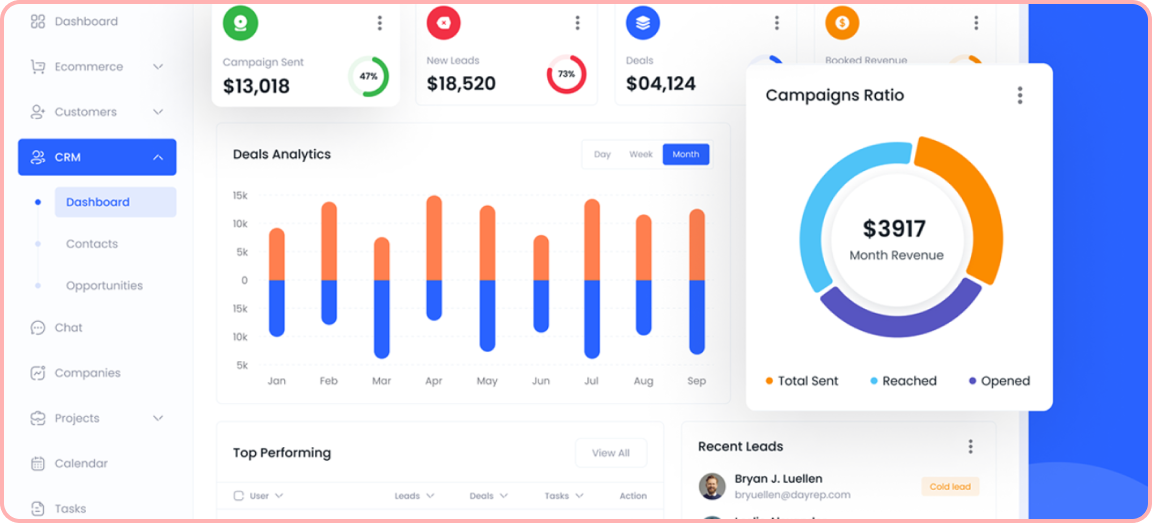 Dashboard
Ecommerce
Customers
CRM
Dashboard
Contacts
Opportunities
Chat
Companies
Projects
Calendar
Tasks
Campaign Sent
$13,018
47%
New Leads
$18,520
73%
Deals
$04,124
Booked Revenue
Deals Analytics
Day Week Month
15k
10k
5k
0
15k
10k
5k
Jan Feb Mar Apr May Jun Jul Aug Sep
Campaigns Ratio
$3917
Month Revenue
Total Sent Reached Opened
Top Performing
View All
User Leads Deals Tasks Action
Recent Leads
Bryan J. Luellen
bryuellen@dayrep.com
Cold lead